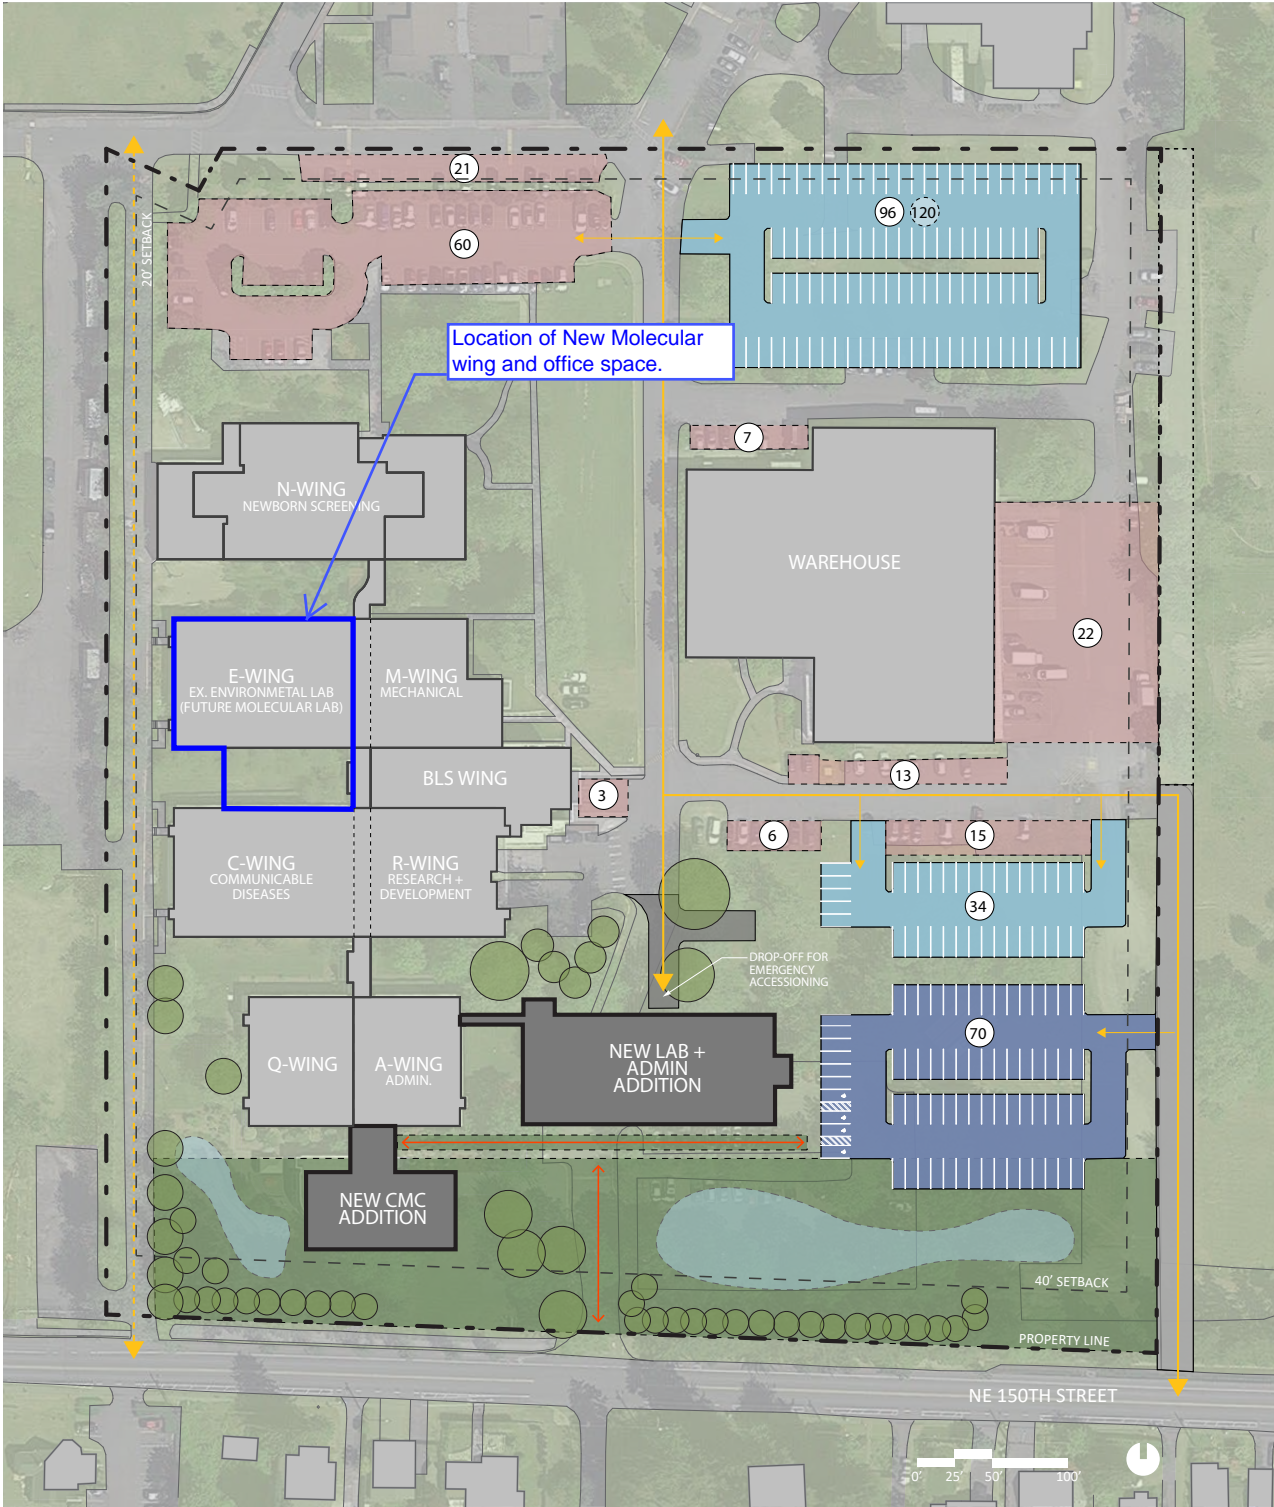 21
20' SETBACK
60
96
120
Location of New Molecular
wing and office space.
7
N-WING
NEWBORN SCREENING
WAREHOUSE
22
E-WING
EX. ENVIRONMETAL LAB
(FUTURE MOLECULAR LAB)
M-WING
MECHANICAL
BLS WING
3
13
6
15
C-WING
COMMUNICABLE
DISEASES
R-WING
RESEARCH +
DEVELOPMENT
34
DROP-OFF FOR
EMERGENCY
ACCESSIONING
70
Q-WING
A-WING
ADMIN.
NEW LAB +
ADMIN
ADDITION
NEW CMC
ADDITION
40' SETBACK
PROPERTY LINE
NE 150TH STREET
0'
25'
50'
100'